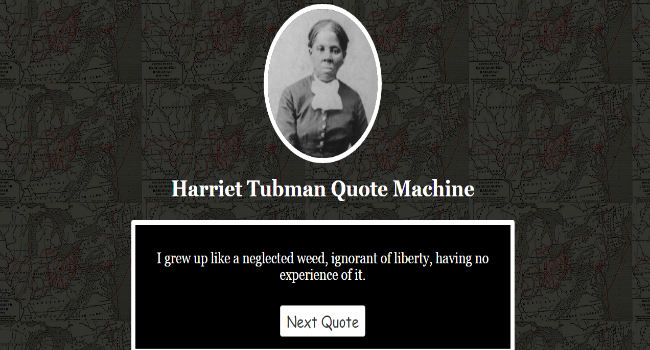 Harriet Tubman Quote Machine
I grew up like a neglected weed, ignorant of liberty, having no
experience of it.
Next Quote